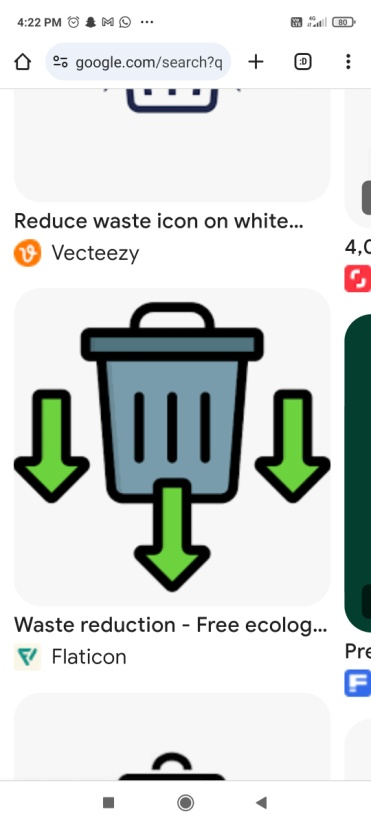 4:22 PM
4G
80
google.com/search?q
:D
Reduce waste icon on white...
Vecteezy
4,0
Waste reduction - Free ecolog...
Flaticon
Pre